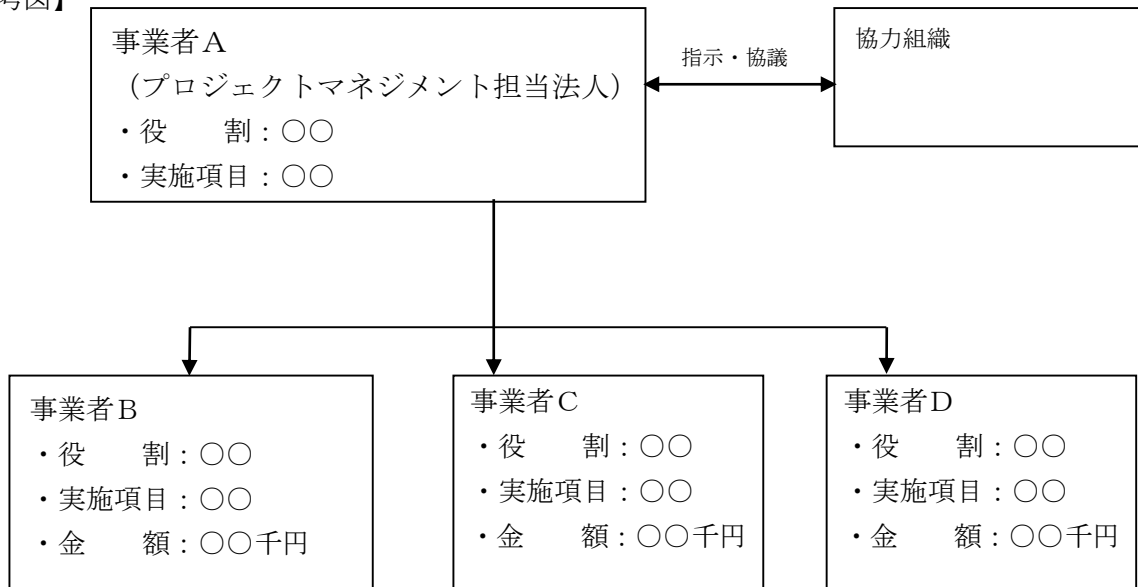 考図】
事業者A
（プロジェクトマネジメント担当法人）
・役　　割：○○
・実施項目：○○
指示・協議
協力組織
事業者B
・役　　割：○○
・実施項目：○○
・金　　額：○○千円
事業者C
・役　　割：○○
・実施項目：○○
・金　　額：○○千円
事業者D
・役　　割：○○
・実施項目：○○
・金　　額：○○千円